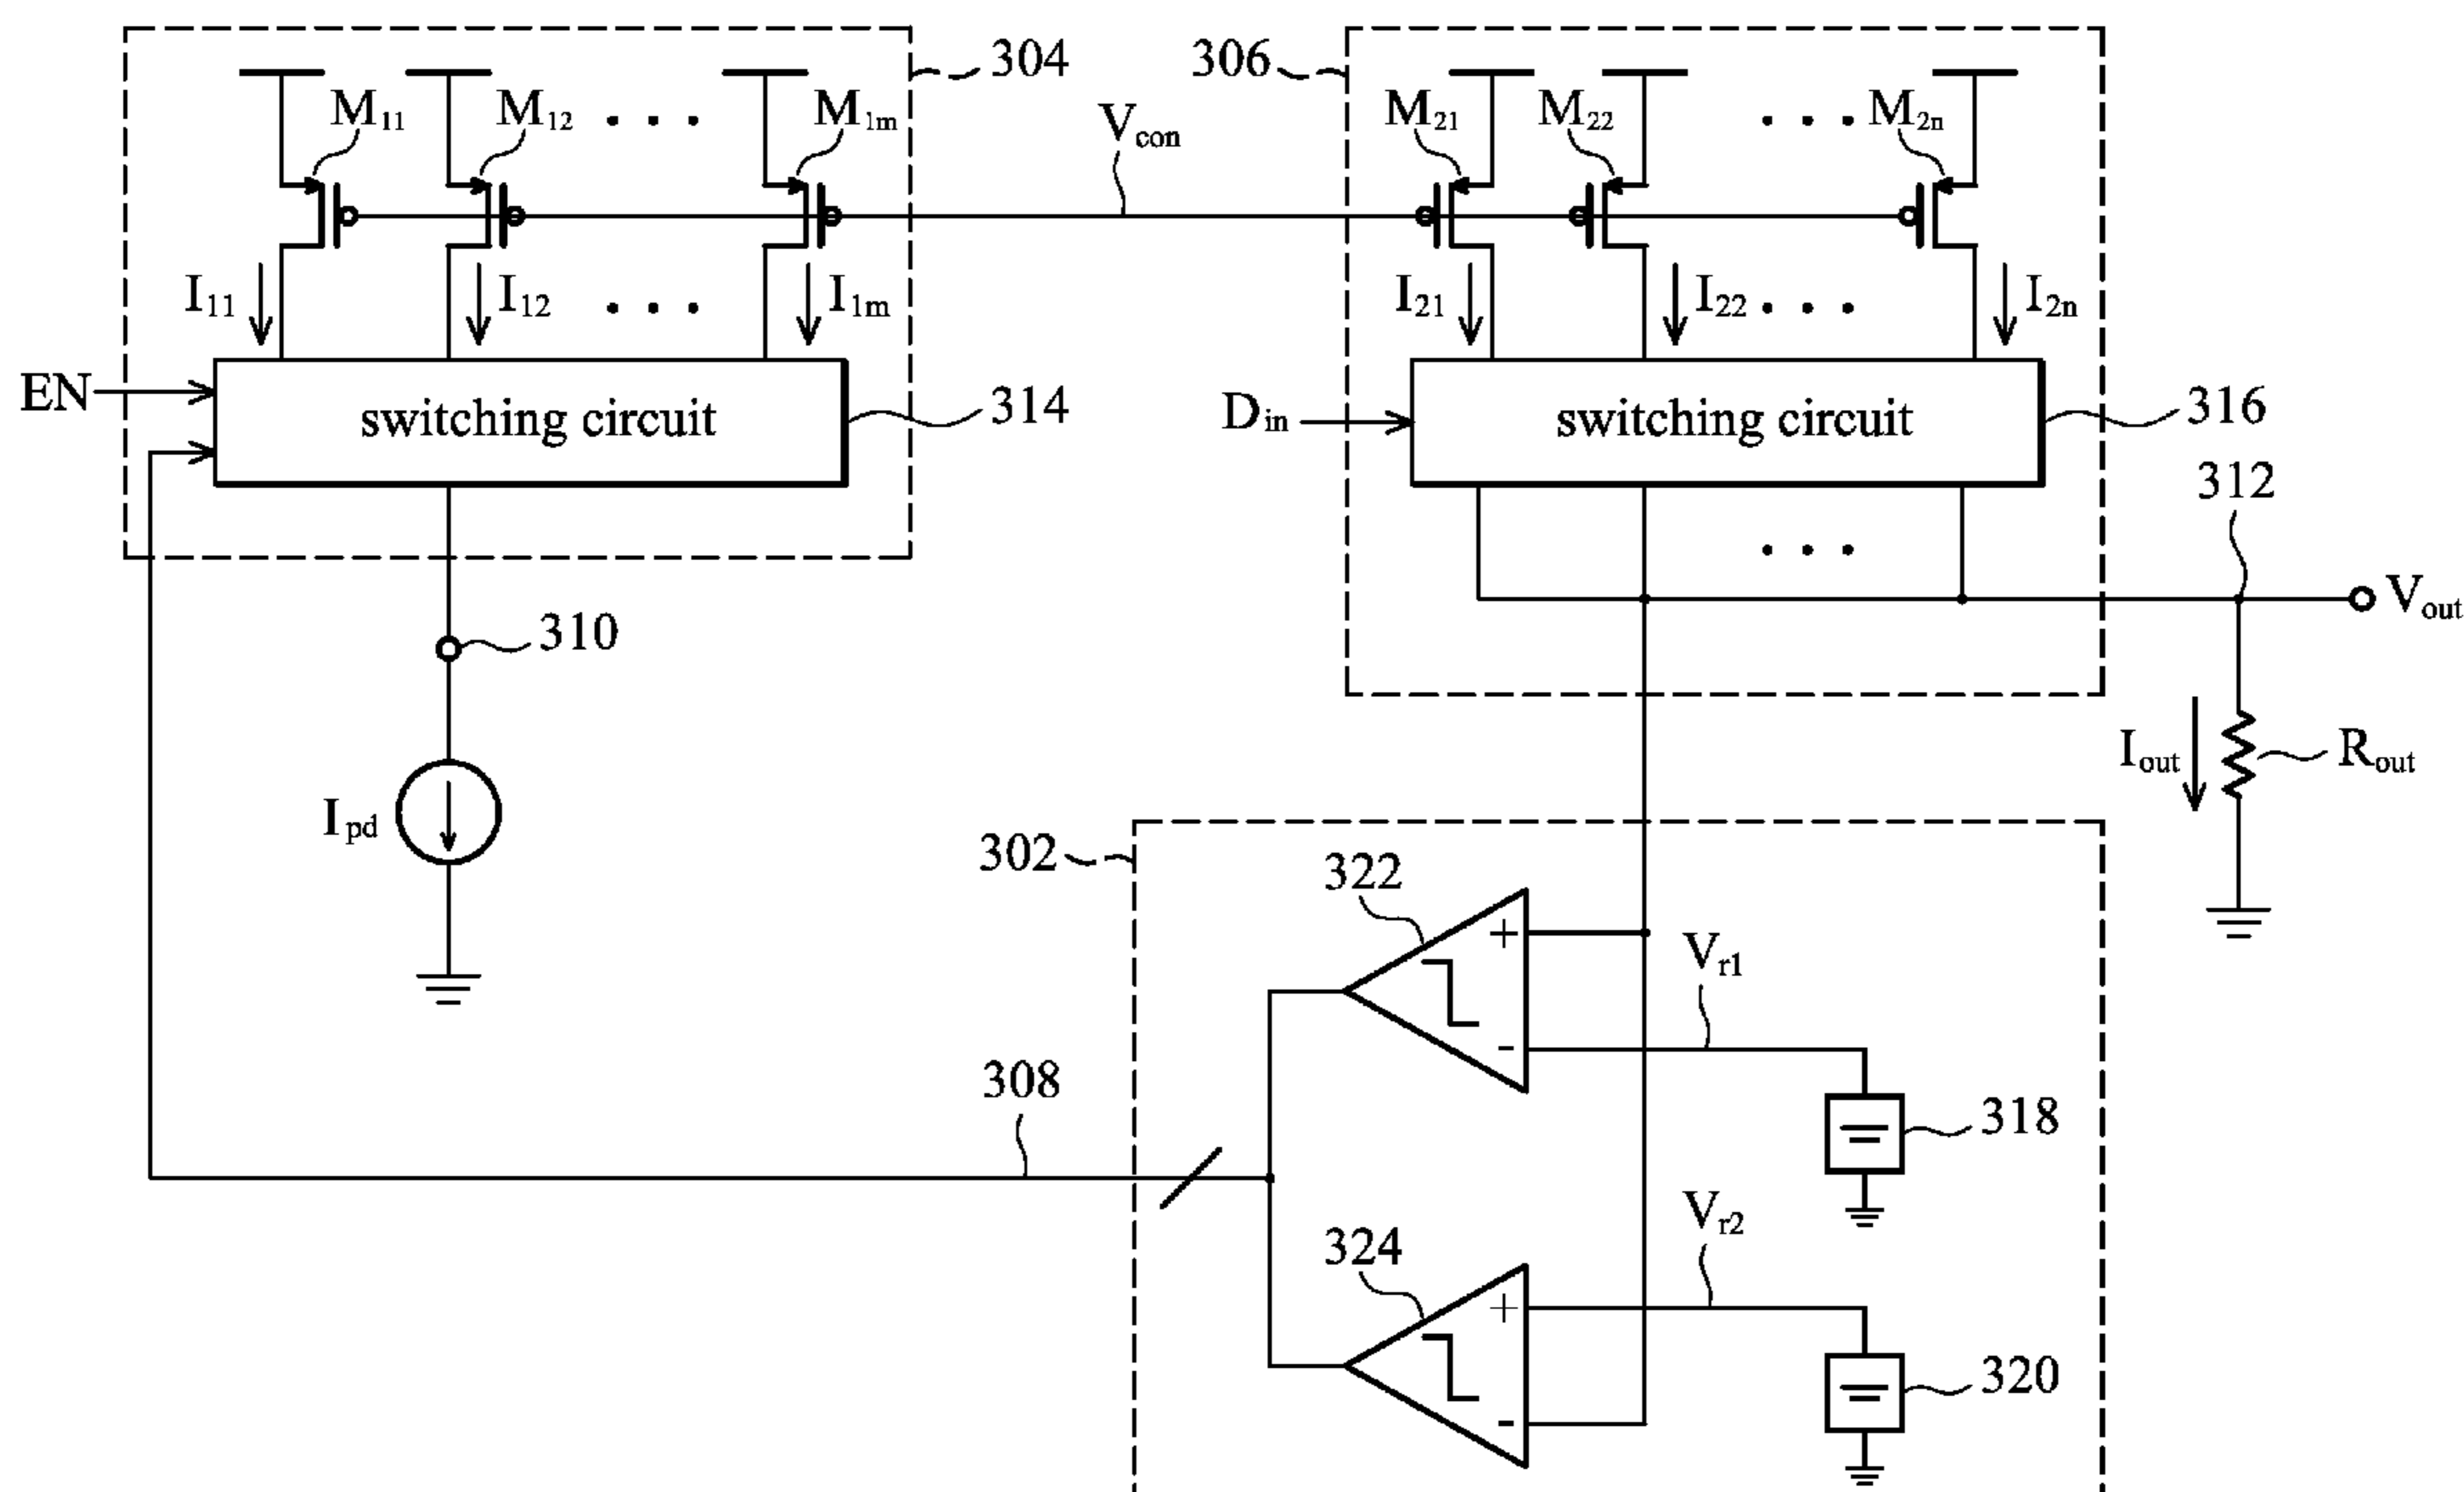 304
306
M11
M12
. . .
M1m
Vcon
M21
M22
. . .
M2n
I11
I12
. . .
I1m
I21
I22
. . .
I2n
EN
switching circuit
314
Din
switching circuit
316
312
. . .
Vout
310
Ipd
Iout
Rout
302
322
+
Vr1
-
308
318
Vr2
324
+
320
-